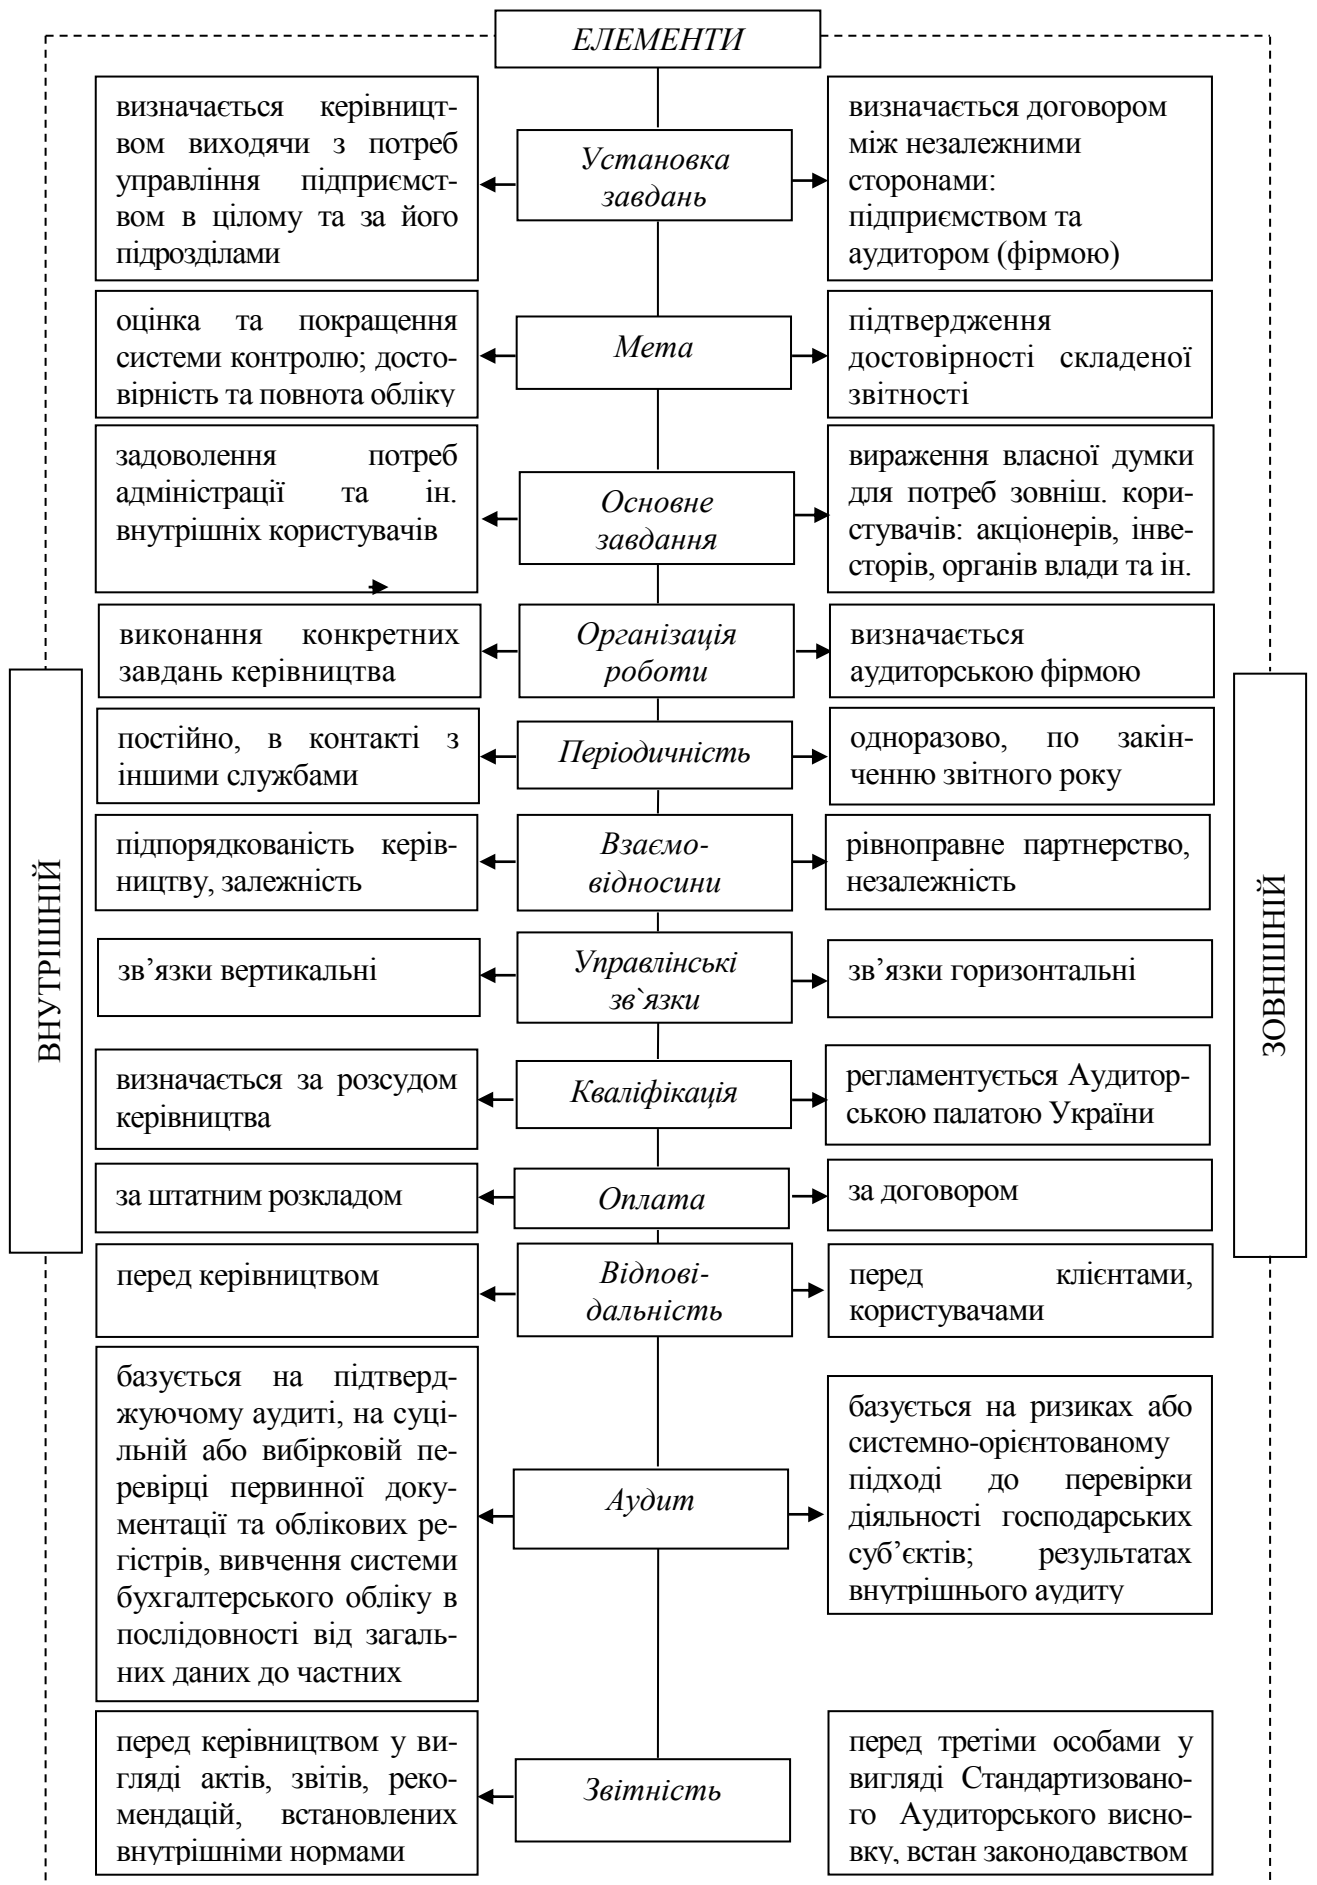 ЕЛЕМЕНТИ
визначається керівницт-
вом виходячи з потреб
управління підприємст-
вом в цілому та за його
підрозділами
Установка
завдань
визначається договором
між незалежними
сторонами:
підприємством та
аудитором (фірмою)
оцінка та покращення
системи контролю; досто-
вірність та повнота обліку
Мета
підтвердження
достовірності складеної
звітності
задоволення потреб
адміністрації та ін.
внутрішніх користувачів
Основне
завдання
вираження власної думки
для потреб зовніш. кори-
стувачів: акціонерів, інве-
сторів, органів влади та ін.
виконання конкретних
завдань керівництва
Організація
роботи
визначається
аудиторською фірмою
постійно, в контакті з
іншими службами
Періодичність
одноразово, по закін-
ченню звітного року
підпорядкованість керів-
ництву, залежність
Взаємо-
відносини
рівноправне партнерство,
незалежність
зв’язки вертикальні
Управлінські
зв`язки
зв’язки горизонтальні
визначається за розсудом
керівництва
Кваліфікація
регламентується Аудитор-
ською палатою України
за штатним розкладом
Оплата
за договором
перед керівництвом
Відпові-
дальність
перед клієнтами,
користувачами
базується на підтверд-
жуючому аудиті, на суці-
льній або вибірковій пе-
ревірці первинної доку-
ментації та облікових ре-
гістрів, вивчення системи
бухгалтерського обліку в
послідовності від загаль-
них даних до частних
Аудит
базується на ризиках або
системно-орієнтованому
підході до перевірки
діяльності господарських
суб’єктів; результатах
внутрішнього аудиту
перед керівництвом у ви-
гляді актів, звітів, реко-
мендацій, встановлених
внутрішніми нормами
Звітність
перед третіми особами у
вигляді Стандартизовано-
го Аудиторського висно-
вку, встан законодавством
ВНУТРІШНІЙ
ЗОВНІШНІЙ